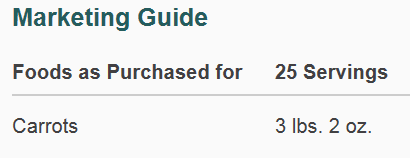 Marketing Guide
Foods as Purchased for 25 Servings
Carrots 3 lbs. 2 oz.